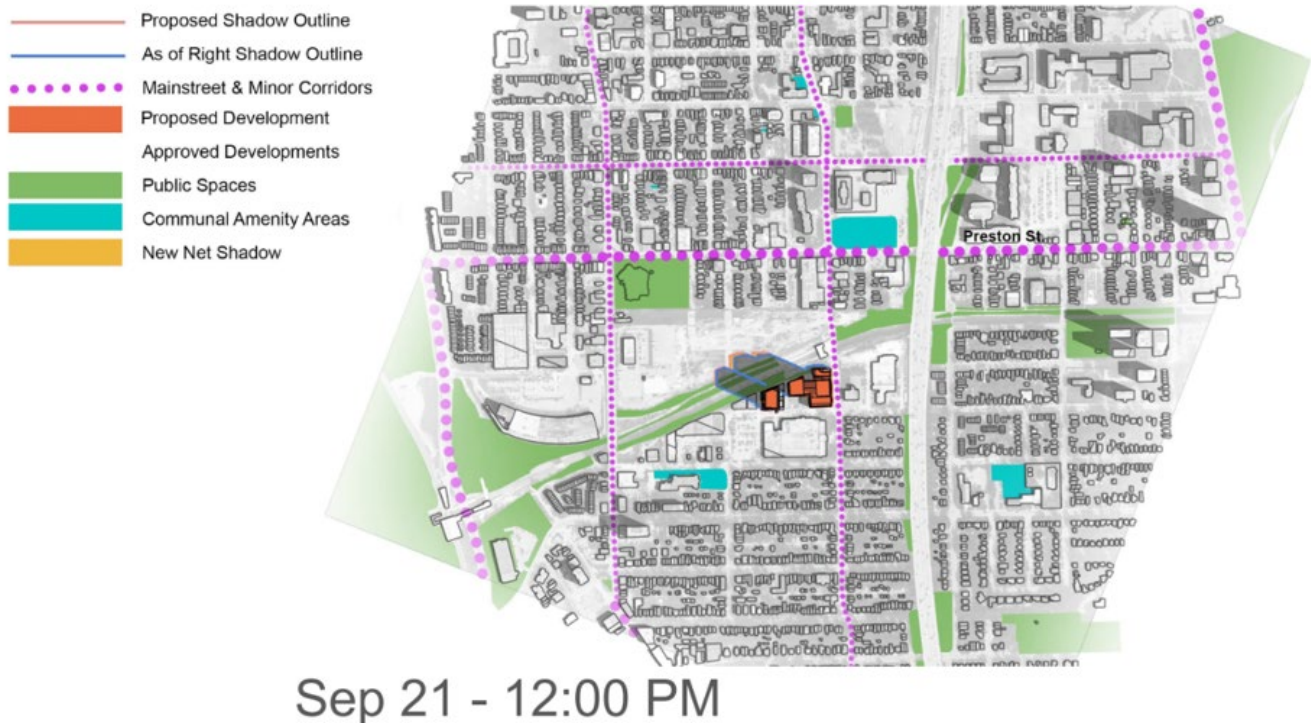 Proposed Shadow Outline
As of Right Shadow Outline
Mainstreet & Minor Corridors
Proposed Development
Approved Developments
Public Spaces
Communal Amenity Areas
New Net Shadow
Preston St.
Sep 21 - 12:00 PM